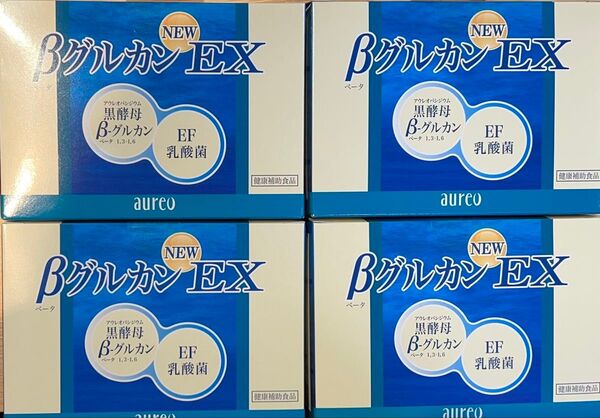 NEW
βグルカンEX
ベータ
アウレオバシジウム
黒酵母
β-グルカン
ベータ 1,3-1,6
EF
乳酸菌
健康補助食品
aureo
NEW
βグルカンEX
ベータ
アウレオバシジウム
黒酵母
β-グルカン
ベータ 1,3-1,6
EF
乳酸菌
健康補助食品
aureo
NEW
βグルカンEX
ベータ
アウレオバシジウム
黒酵母
β-グルカン
ベータ 1,3-1,6
EF
乳酸菌
健康補助食品
aureo
NEW
βグルカンEX
ベータ
アウレオバシジウム
黒酵母
β-グルカン
ベータ 1,3-1,6
EF
乳酸菌
健康補助食品
aureo